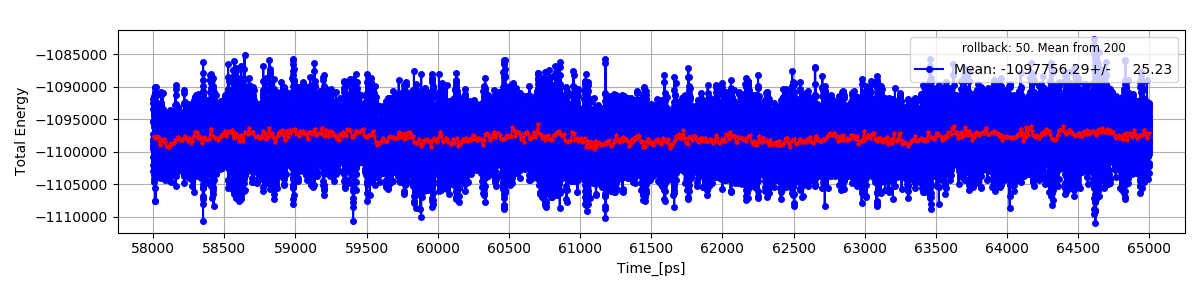 rollback: 50. Mean from 200
Mean: -1097756.29+/- 25.23
Total Energy
−1085000
−1090000
−1095000
−1100000
−1105000
−1110000
58000 58500 59000 59500 60000 60500 61000 61500 62000 62500 63000 63500 64000 64500 65000
Time_[ps]